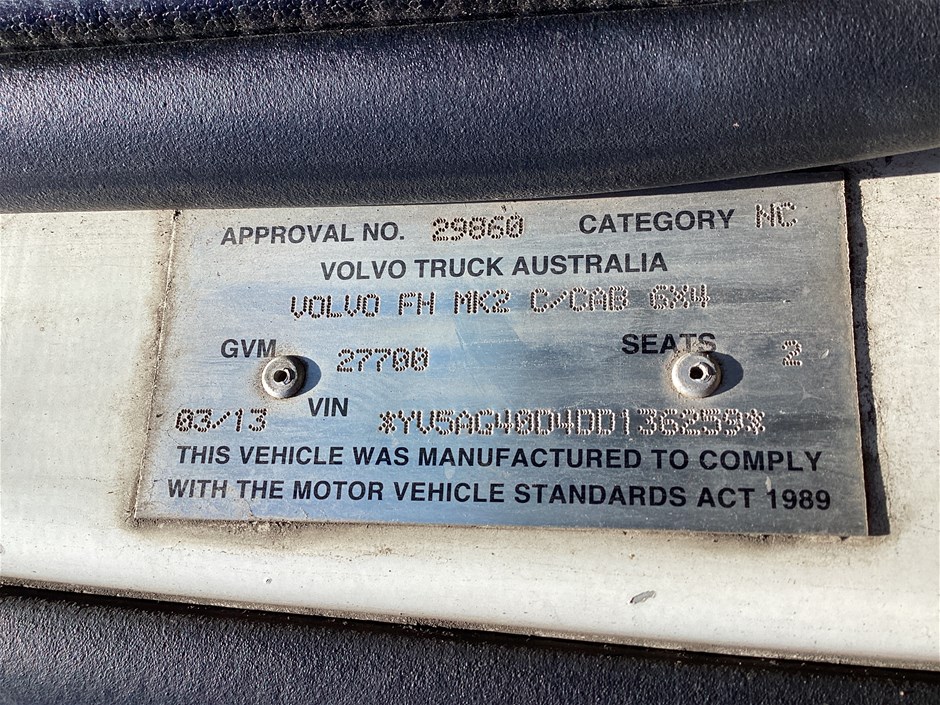 APPROVAL NO. 29860 CATEGORY NC
VOLVO TRUCK AUSTRALIA
VOLVO FH MK2 C/CAB 6X4
GVM 27700 SEATS 2
03/13 VIN *YV5AG40D4DD136259*
THIS VEHICLE WAS MANUFACTURED TO COMPLY
WITH THE MOTOR VEHICLE STANDARDS ACT 1989